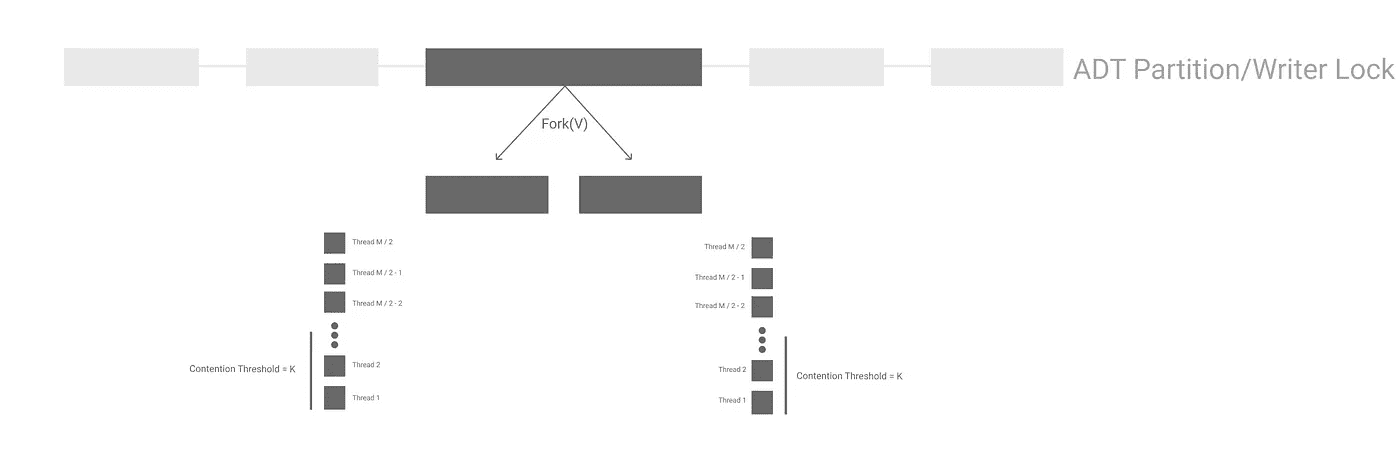 ADT Partition/Writer Lock
Fork(V)
Thread M / 2
Thread M / 2 - 1
Thread M / 2 - 2
Thread 2
Thread 1
Contention Threshold = K
Thread M / 2
Thread M / 2 - 1
Thread M / 2 - 2
Thread 2
Thread 1
Contention Threshold = K